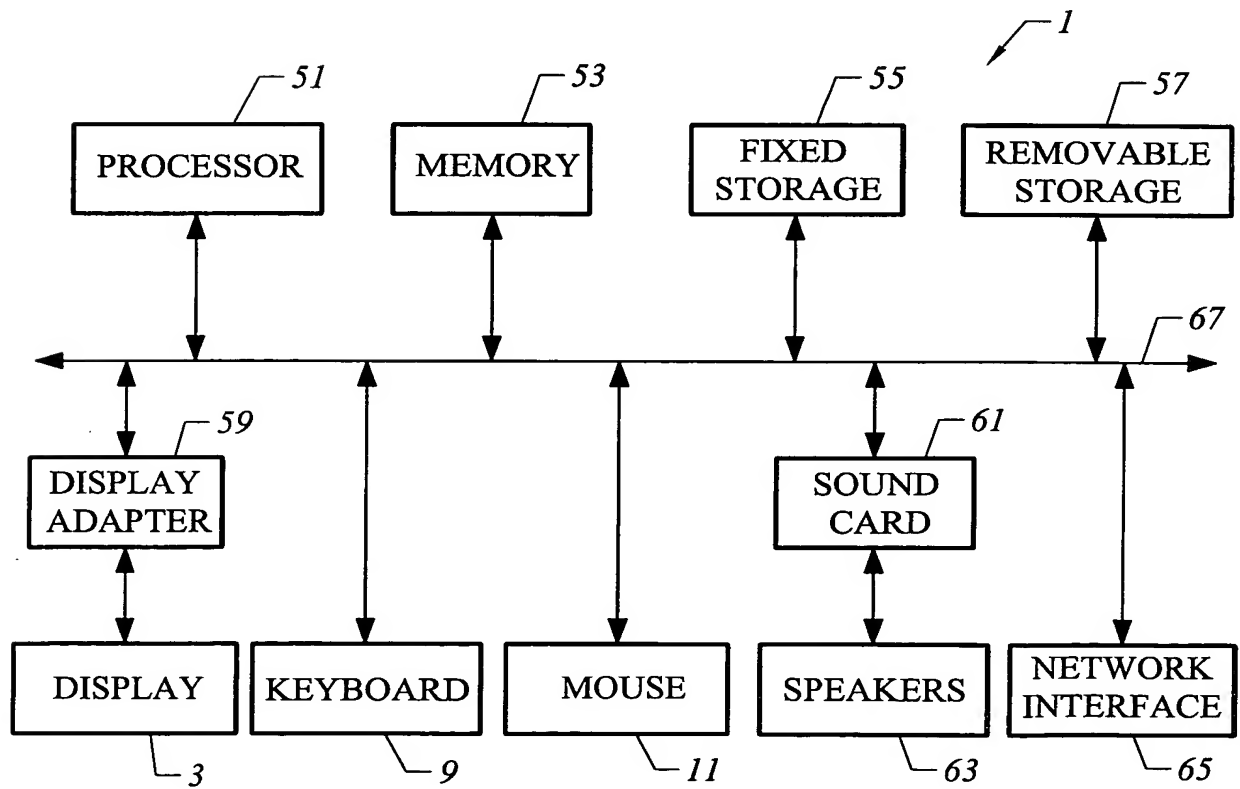 1
51
53
55
57
PROCESSOR
MEMORY
FIXED
STORAGE
REMOVABLE
STORAGE
67
59
61
DISPLAY
ADAPTER
SOUND
CARD
DISPLAY
KEYBOARD
MOUSE
SPEAKERS
NETWORK
INTERFACE
3
9
11
63
65